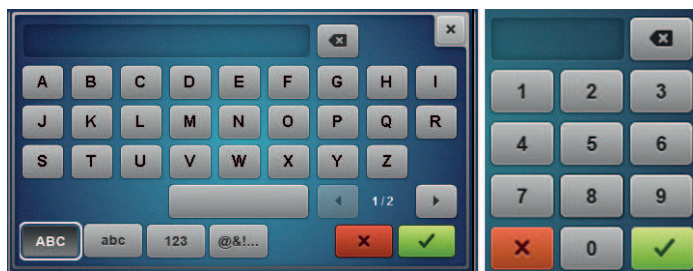 A B C D E F G H I
J K L M N O P Q R
S T U V W X Y Z
1/2
ABC abc 123 @&!...
1 2 3
4 5 6
7 8 9
0